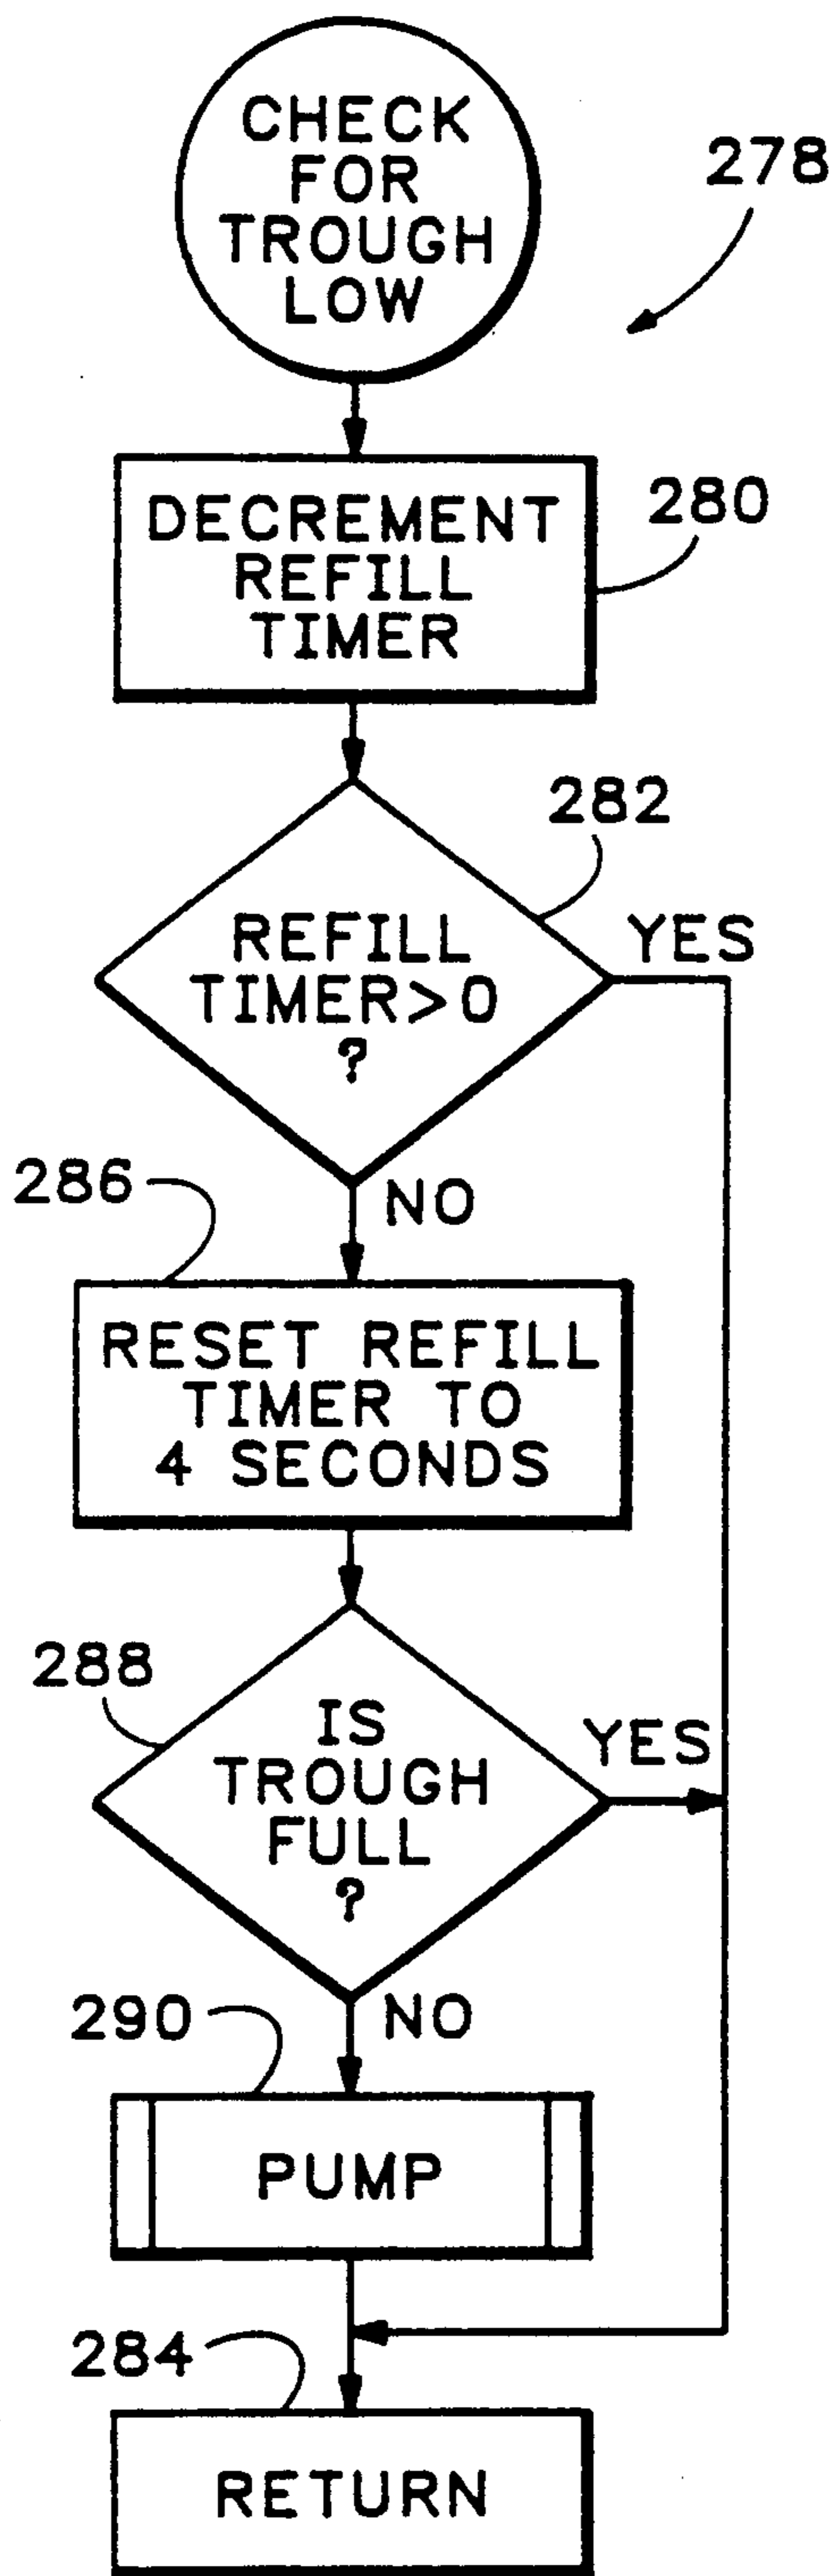 CHECK
FOR
TROUGH
LOW
278
DECREMENT
REFILL
TIMER
280
282
REFILL
TIMER>0
?
YES
NO
286
RESET REFILL
TIMER TO
4 SECONDS
288
IS
TROUGH
FULL
?
YES
NO
290
PUMP
284
RETURN